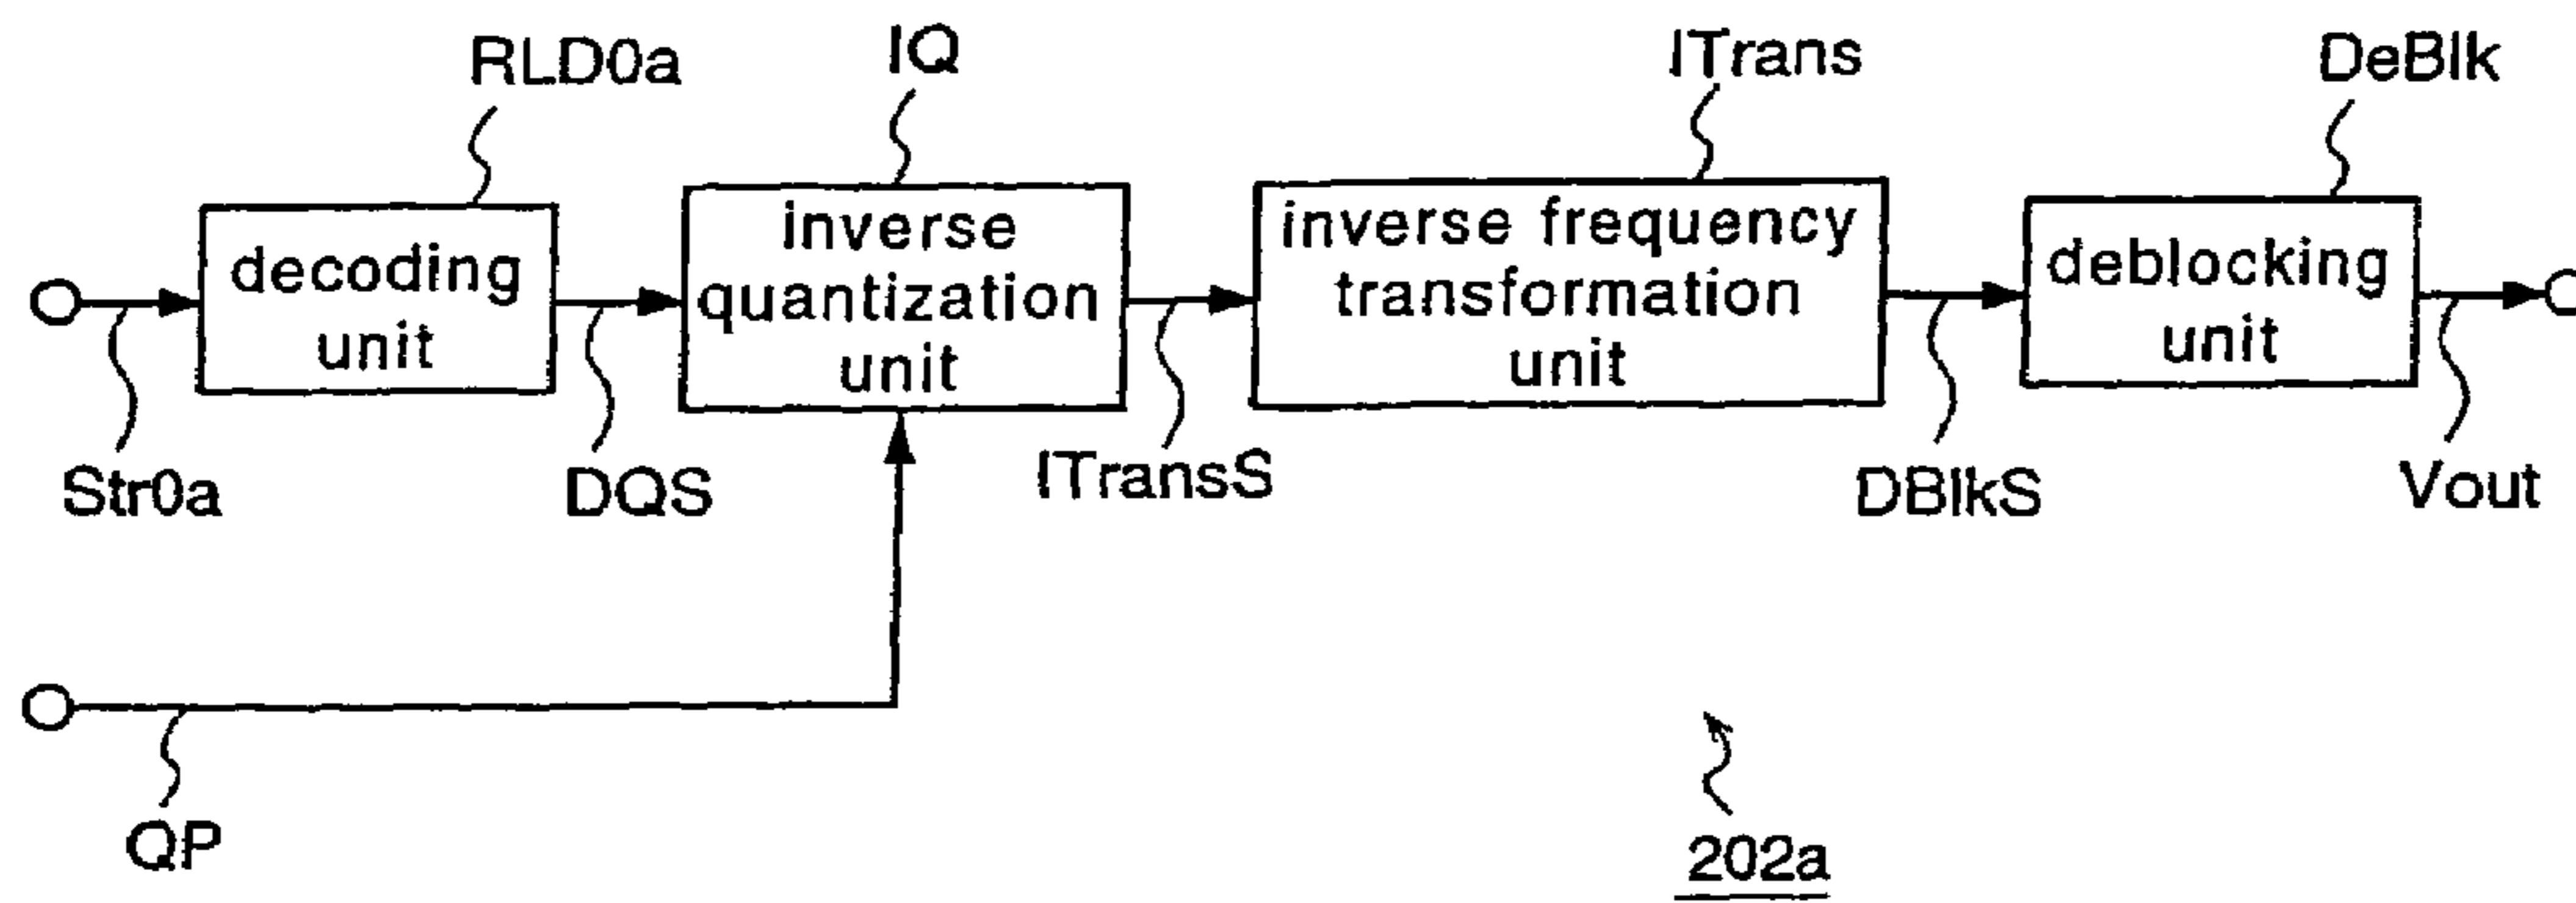 RLD0a
IQ
ITrans
DeBlk
decoding
unit
inverse
quantization
unit
inverse frequency
transformation
unit
deblocking
unit
Str0a
DQS
ITransS
DBlkS
Vout
QP
202a